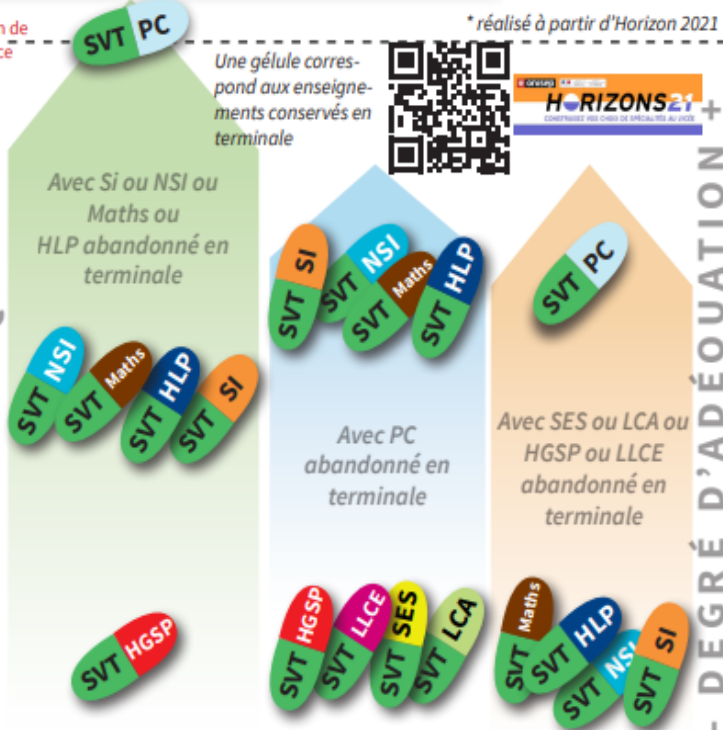 n de
ce
SVT PC
* réalisé à partir d'Horizon 2021
Une gélule corres-
pond aux enseigne-
ments conservés en
terminale
onisep
HORIZONS21
CONSTRUISEZ VOS CHOIX DE SPÉCIALITÉS AU LYCÉE
Avec Si ou NSI ou
Maths ou
HLP abandonné en
terminale
SVT NSI
SVT Maths
SVT HLP
SVT SI
SVT HGSP
SVT SI
SVT NSI
SVT Maths
SVT HLP
Avec PC
abandonné en
terminale
SVT HGSP
SVT LLCE
SVT SES
SVT LCA
SVT PC
Avec SES ou LCA ou
HGSP ou LLCE
abandonné en
terminale
SVT Maths
SVT HLP
SVT NSI
SVT SI
- DEGRÉ D'ADÉQUATION +